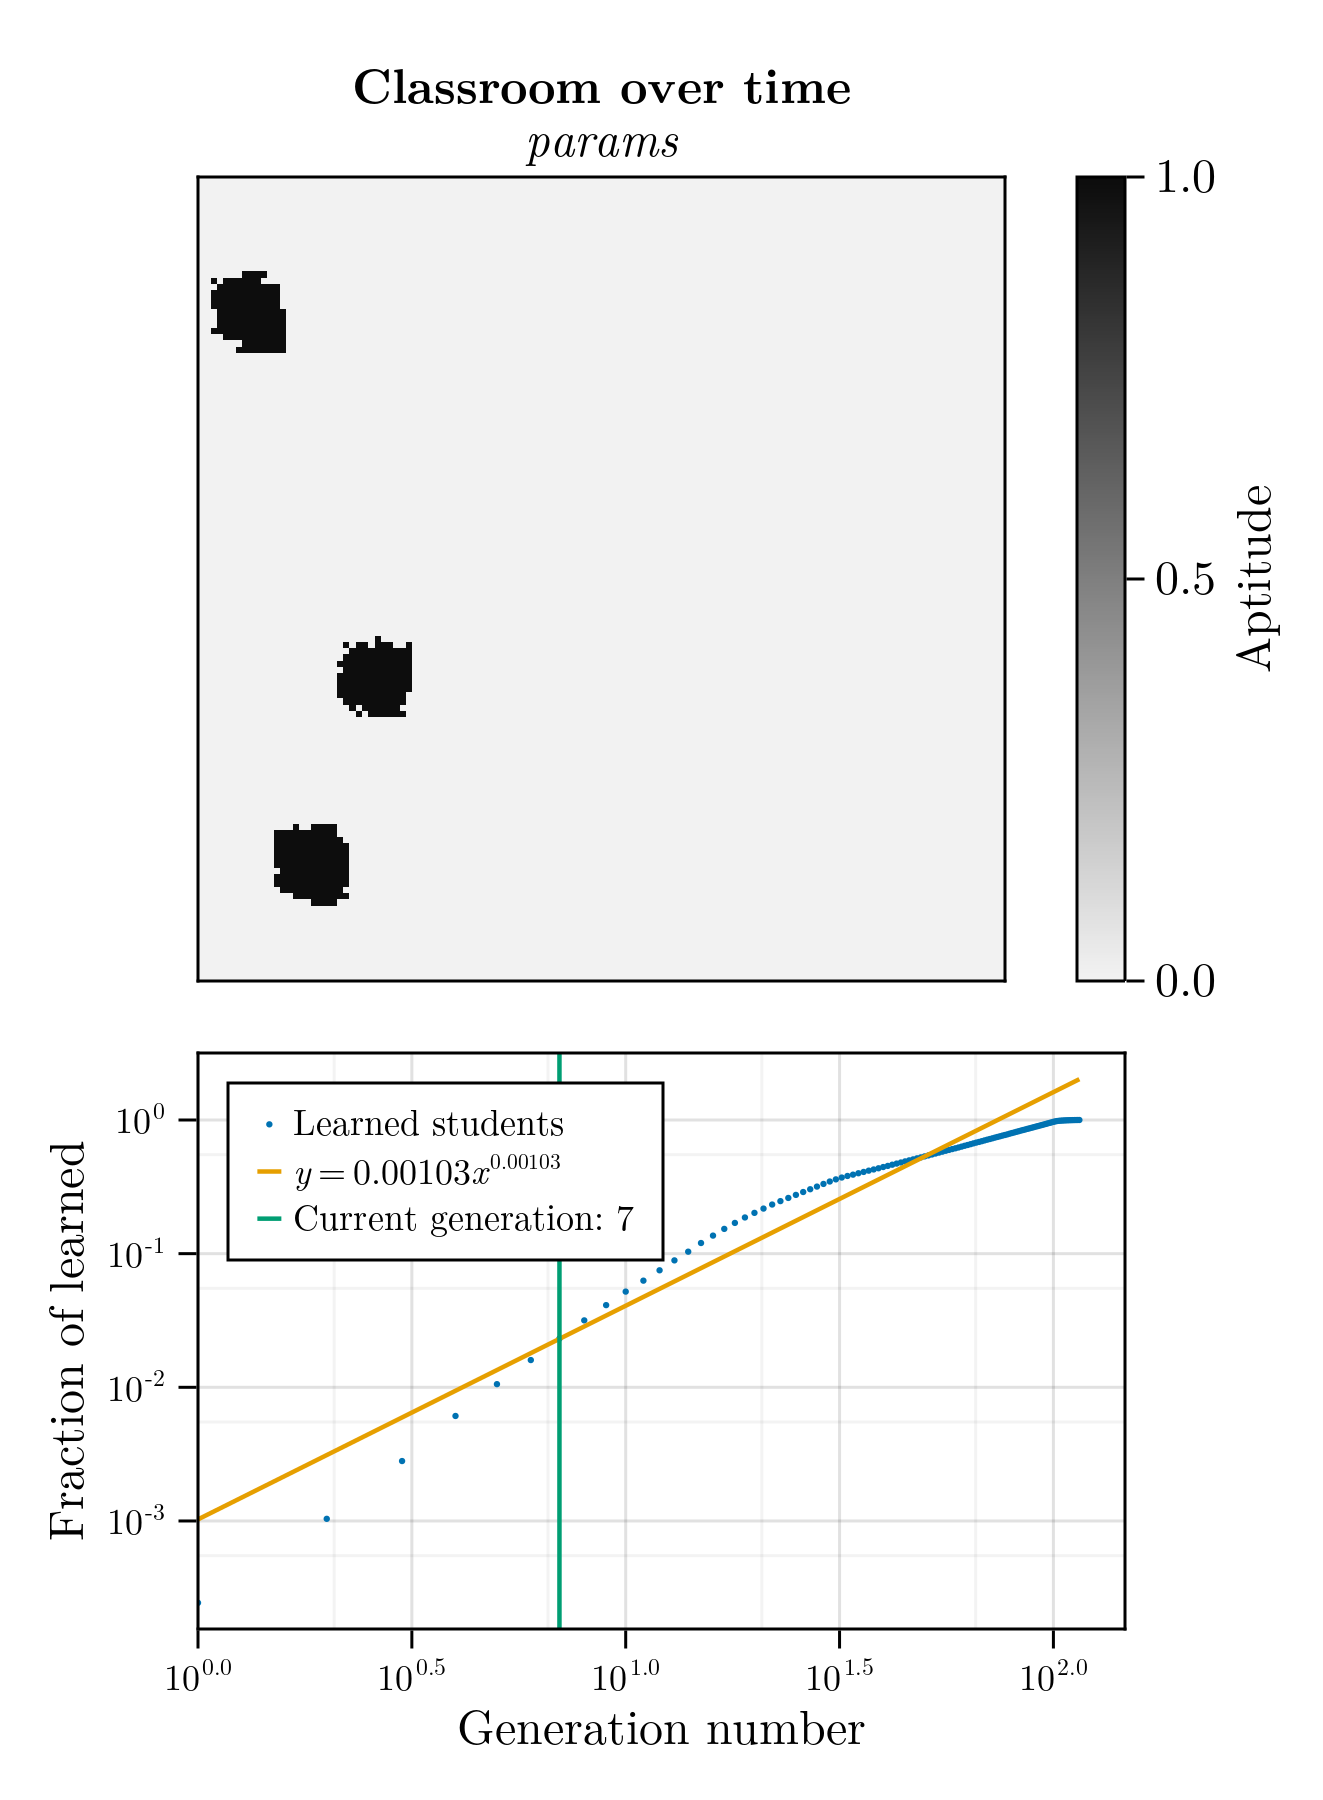 Classroom over time
params
1.0
0.5
0.0
Aptitude
10⁰
10⁻¹
10⁻²
10⁻³
Fraction of learned
Learned students
y = 0.00103x^0.00103
Current generation: 7
10^0.0 10^0.5 10^1.0 10^1.5 10^2.0
Generation number